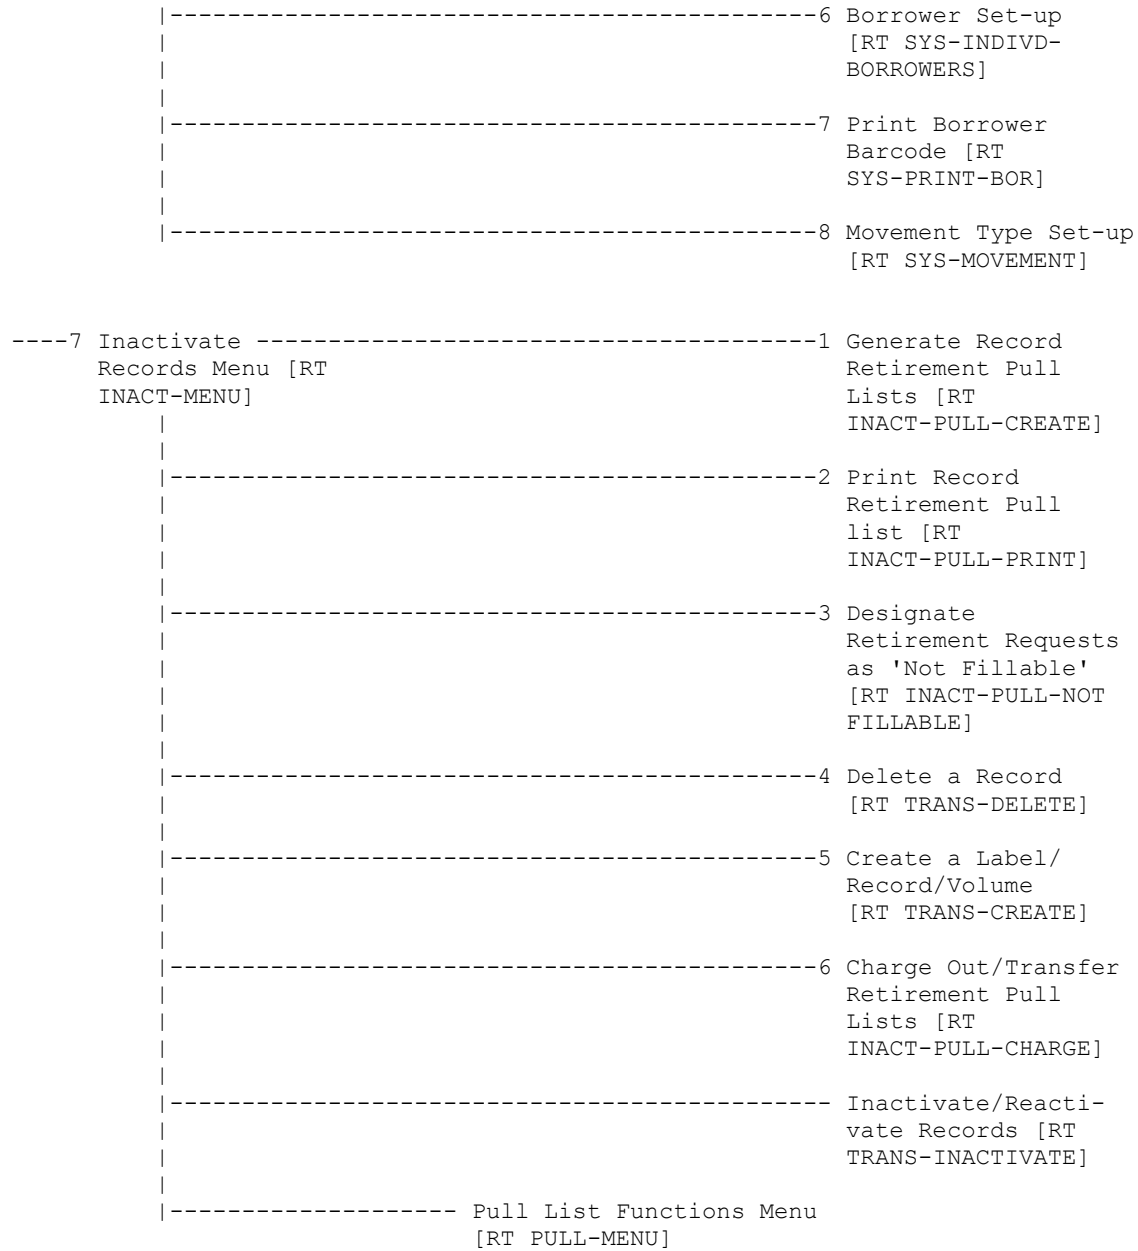 |---------------------------------------------6 Borrower Set-up
|                                               [RT SYS-INDIVD-
|                                               BORROWERS]
|
|---------------------------------------------7 Print Borrower
|                                               Barcode [RT
|                                               SYS-PRINT-BOR]
|
|---------------------------------------------8 Movement Type Set-up
                                                [RT SYS-MOVEMENT]
----7 Inactivate ---------------------------------------1 Generate Record
      Records Menu [RT                                    Retirement Pull
      INACT-MENU]                                         Lists [RT
          |                                               INACT-PULL-CREATE]
          |
          |---------------------------------------------2 Print Record
          |                                               Retirement Pull
          |                                               list [RT
          |                                               INACT-PULL-PRINT]
          |
          |---------------------------------------------3 Designate
          |                                               Retirement Requests
          |                                               as 'Not Fillable'
          |                                               [RT INACT-PULL-NOT
          |                                               FILLABLE]
          |
          |---------------------------------------------4 Delete a Record
          |                                               [RT TRANS-DELETE]
          |
          |---------------------------------------------5 Create a Label/
          |                                               Record/Volume
          |                                               [RT TRANS-CREATE]
          |
          |---------------------------------------------6 Charge Out/Transfer
          |                                               Retirement Pull
          |                                               Lists [RT
          |                                               INACT-PULL-CHARGE]
          |
          |---------------------------------------------- Inactivate/Reacti-
          |                                               vate Records [RT
          |                                               TRANS-INACTIVATE]
          |
          |-------------------- Pull List Functions Menu
                                [RT PULL-MENU]